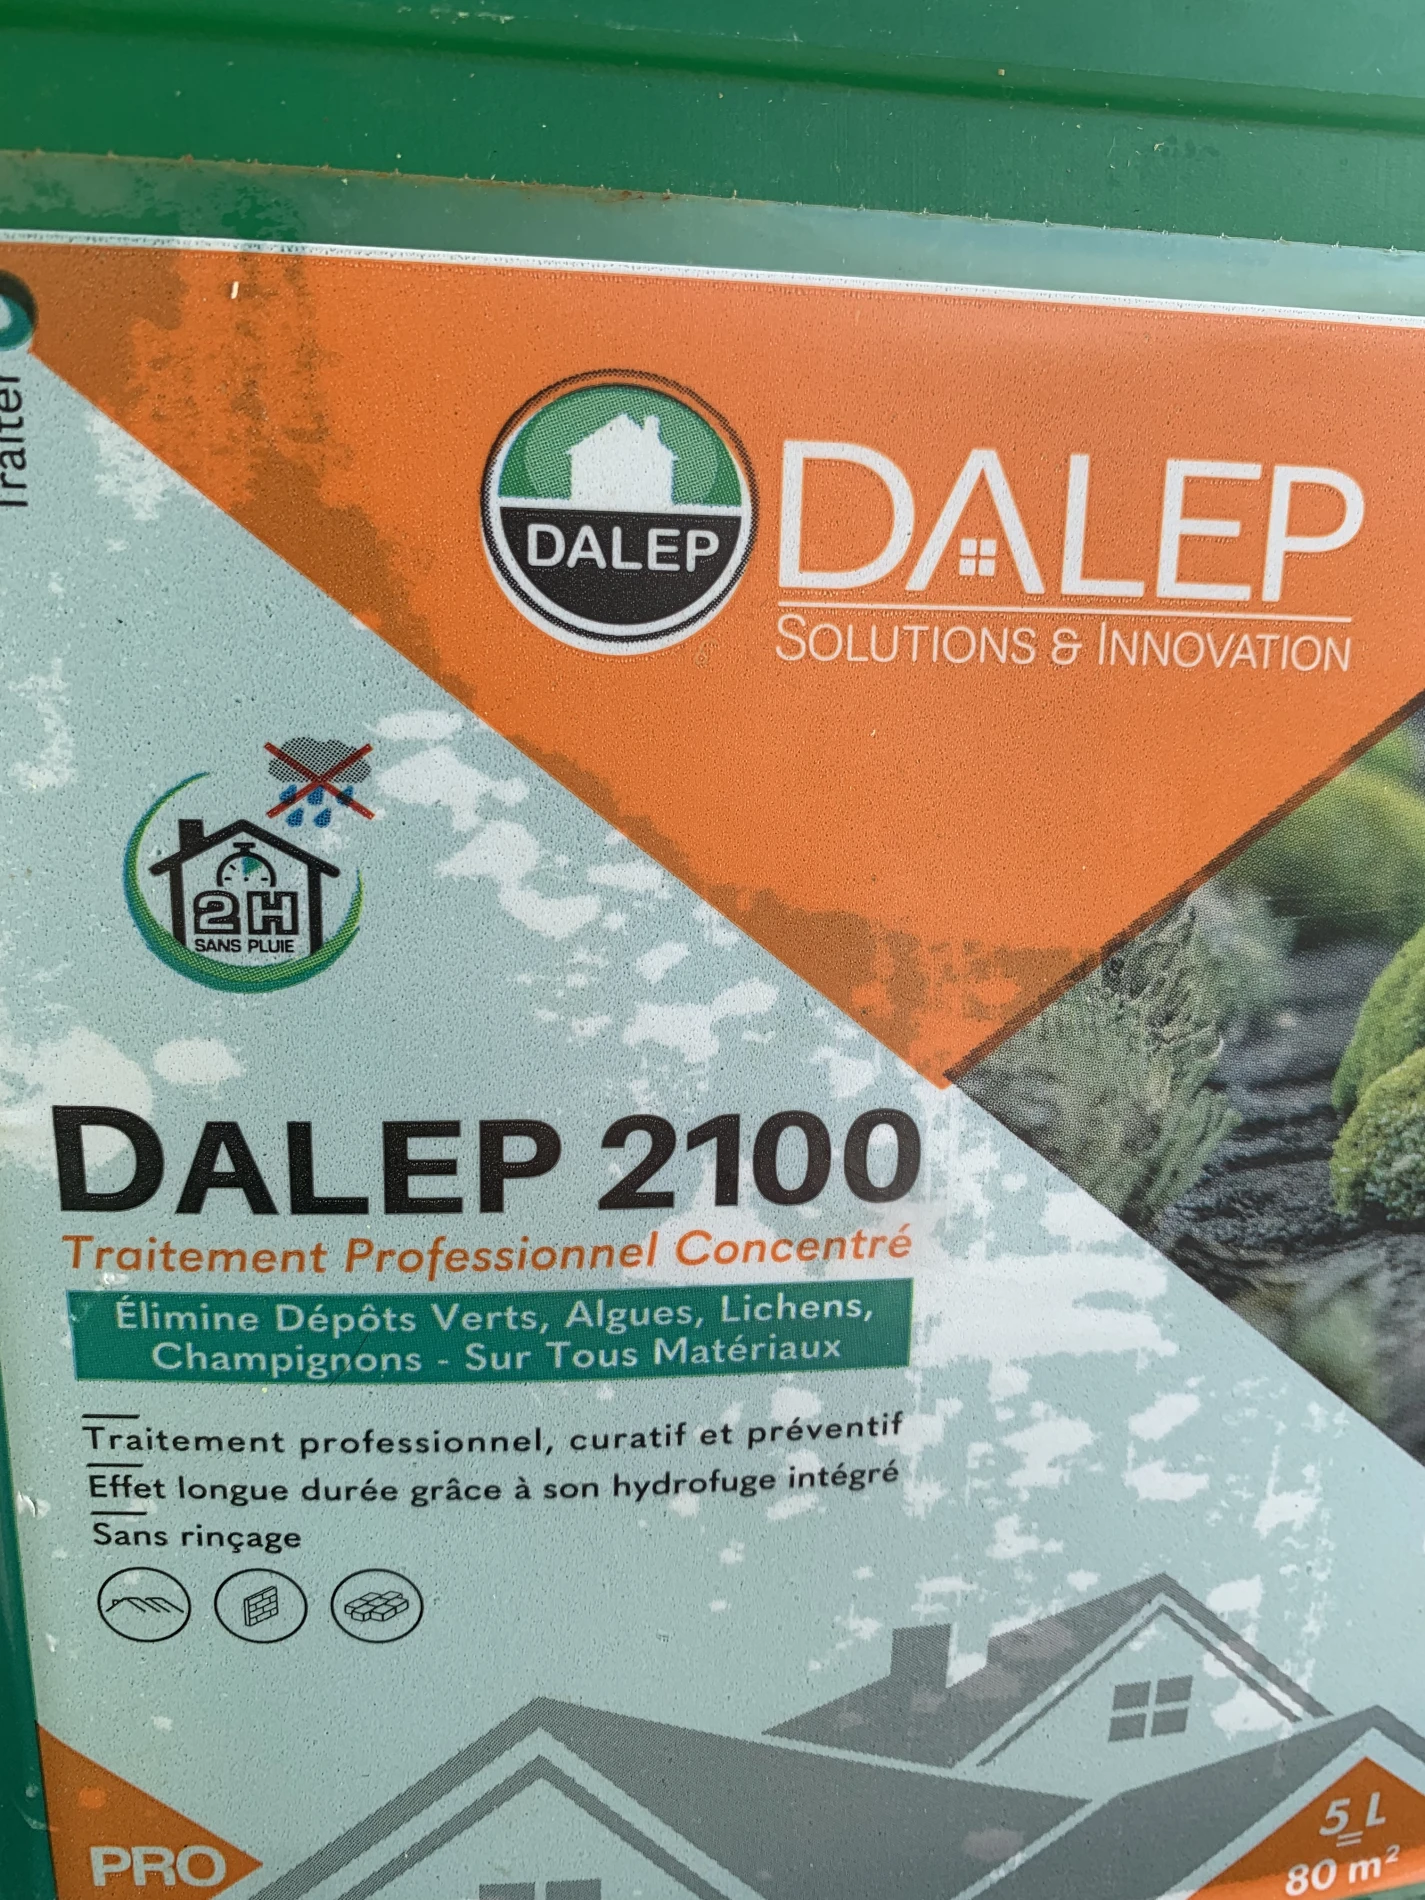 Traiter
DALEP
DALEP
SOLUTIONS & INNOVATION
2H
SANS PLUIE
DALEP 2100
Traitement Professionnel Concentré
Élimine Dépôts Verts, Algues, Lichens,
Champignons - Sur Tous Matériaux
Traitement professionnel, curatif et préventif
Effet longue durée grâce à son hydrofuge intégré
Sans rinçage
PRO
5 L
80 m²